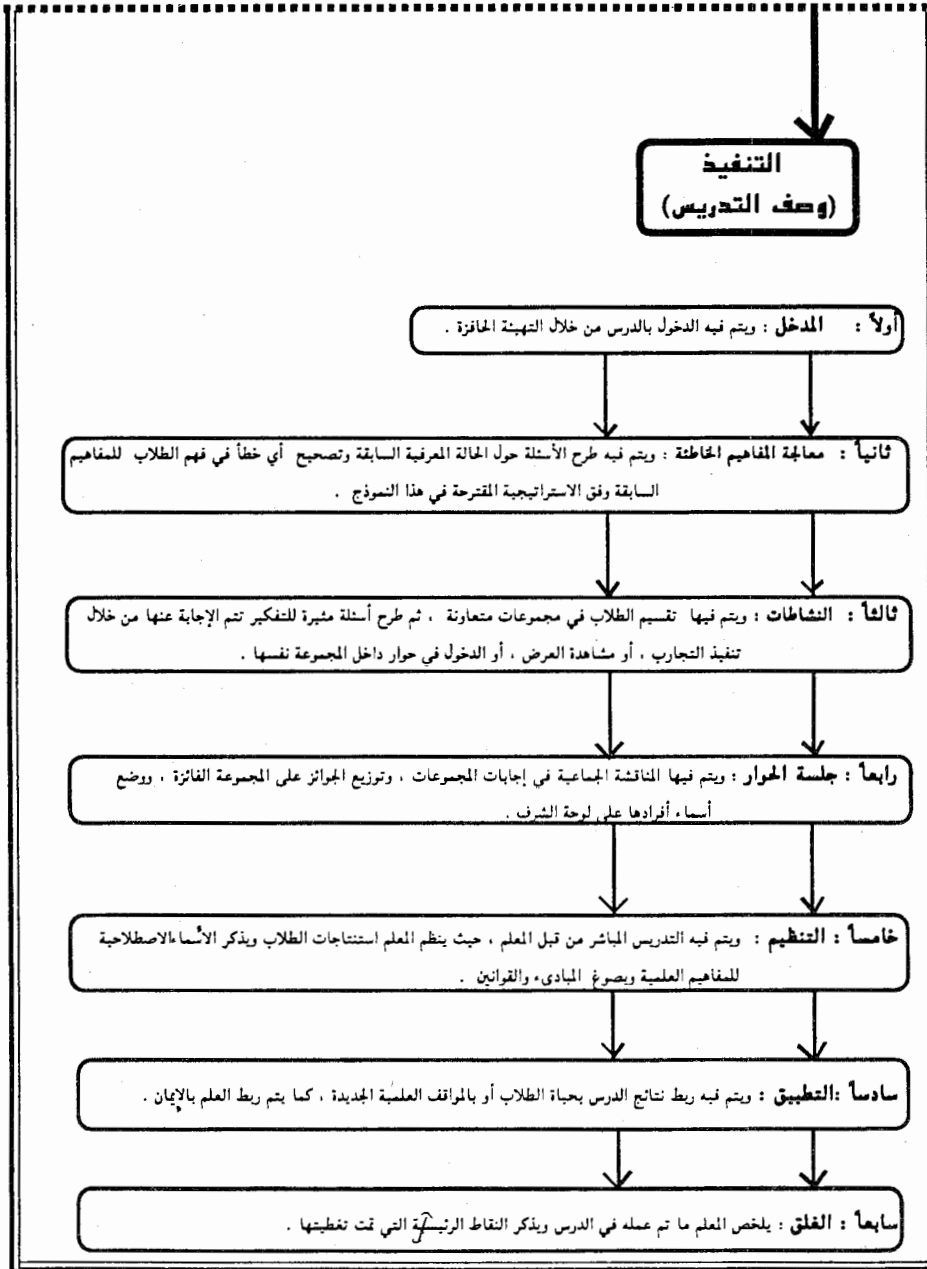 التنفيذ
(وصف التدريس)
أولاً : المدخل : ويتم فيه الدخول بالدرس من خلال التهيئة الحافزة .
ثانياً : معالجة المفاهيم الخاطئة : ويتم فيه طرح الأسئلة حول الحالة المعرفية السابقة وتصحيح أي خطأ في فهم الطلاب للمفاهيم
السابقة وفق الاستراتيجية المقترحة في هذا النموذج .
ثالثاً : النشاطات : ويتم فيها تقسيم الطلاب في مجموعات متعاونة ، ثم طرح أسئلة مثيرة للتفكير تتم الإجابة عنها من خلال
تنفيذ التجارب ، أو مشاهدة العرض ، أو الدخول في حوار داخل المجموعة نفسها .
رابعاً : جلسة الحوار : ويتم فيها المناقشة الجماعية في إجابات المجموعات ، وتوزيع الجوائز على المجموعة الفائزة ، ووضع
أسماء أفرادها على لوحة الشرف .
خامساً : التنظيم : ويتم فيه التدريس المباشر من قبل المعلم ، حيث ينظم المعلم استنتاجات الطلاب ويذكر الأسماء الاصطلاحية
للمفاهيم العلمية ويصوغ المبادىء والقوانين .
سادساً : التطبيق : ويتم فيه ربط نتائج الدرس بحياة الطلاب أو بالمواقف العلمية الجديدة ، كما يتم ربط العلم بالإيمان .
سابعاً : الغلق : يلخص المعلم ما تم عمله في الدرس ويذكر النقاط الرئيسية التي تمت تغطيتها .